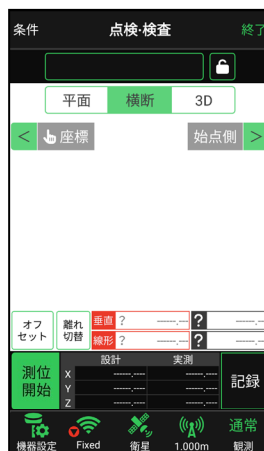 条件 点検・検査 終了
平面 横断 3D
< 座標 始点側 >
オフ
セット
離れ
切替
垂直 ? -----.--- ? -----.---
線形 ? -----.--- ? -----.---
設計 実測
測位
開始
X -----.--- -----.---
Y -----.--- -----.---
Z -----.--- -----.---
記録
機器設定 Fixed 衛星 1.000m 通常
観測